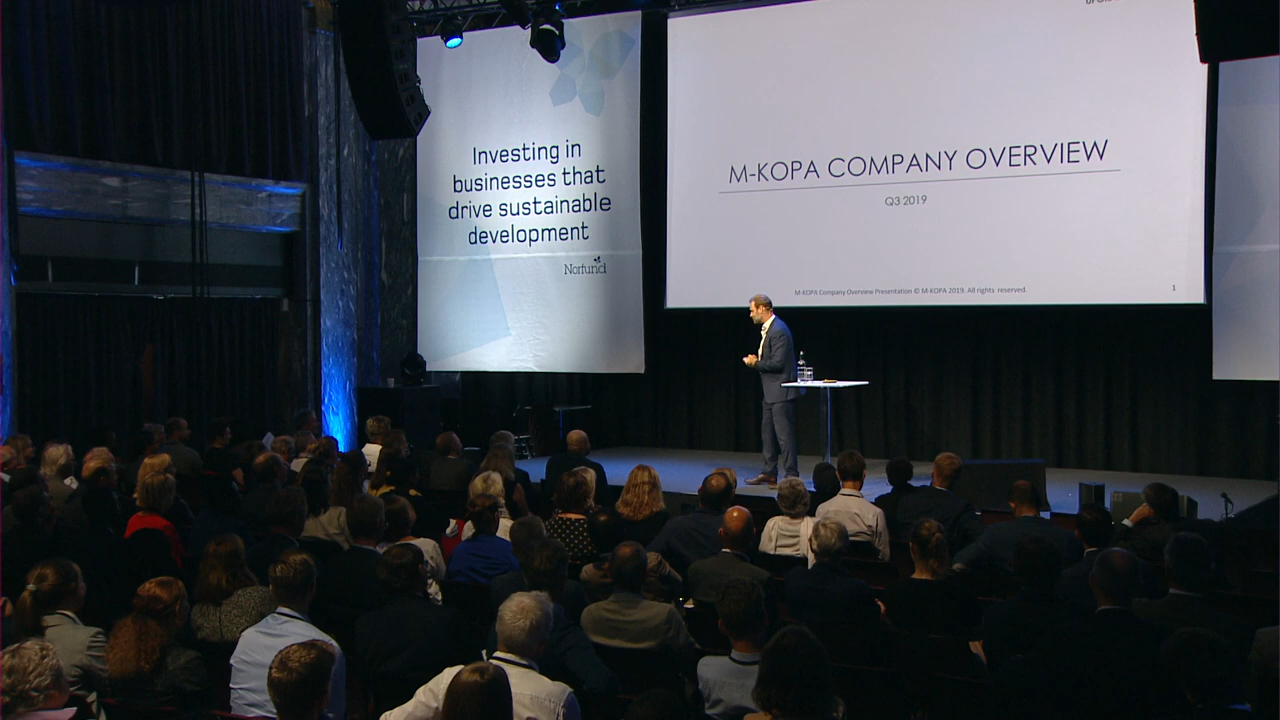 Investing in
businesses that
drive sustainable
development
Norfund
M-KOPA COMPANY OVERVIEW
Q3 2019
M-KOPA Company Overview Presentation © M-KOPA 2019. All rights reserved.
1